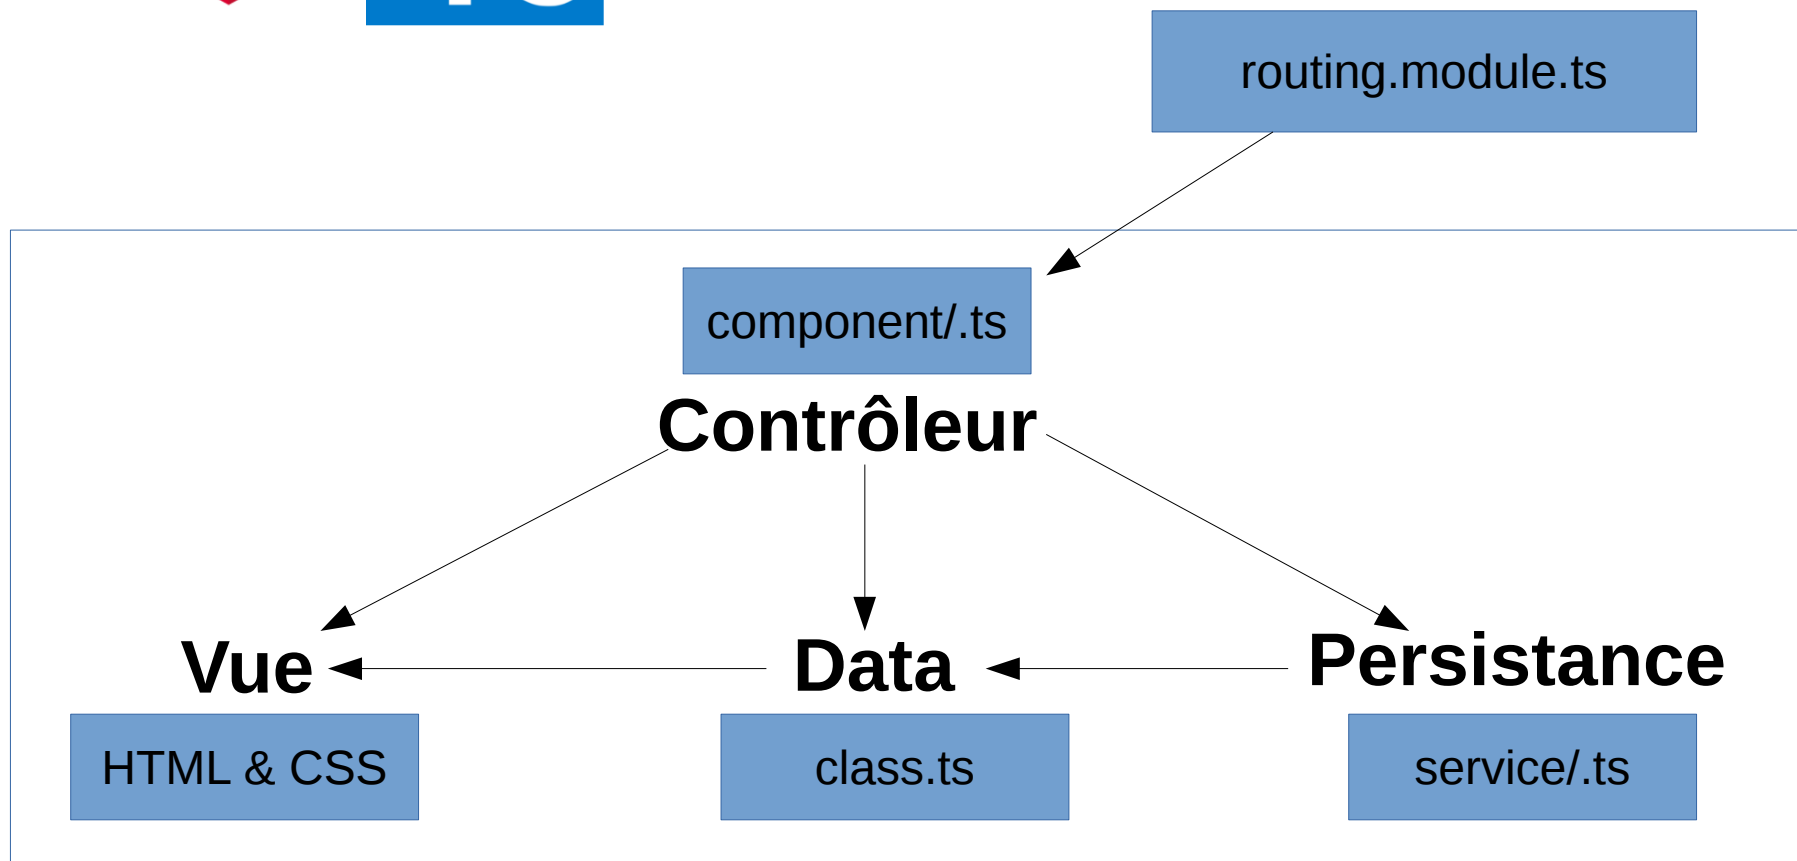 routing.module.ts
component/.ts
Contrôleur
Vue
Data
Persistance
HTML & CSS
class.ts
service/.ts